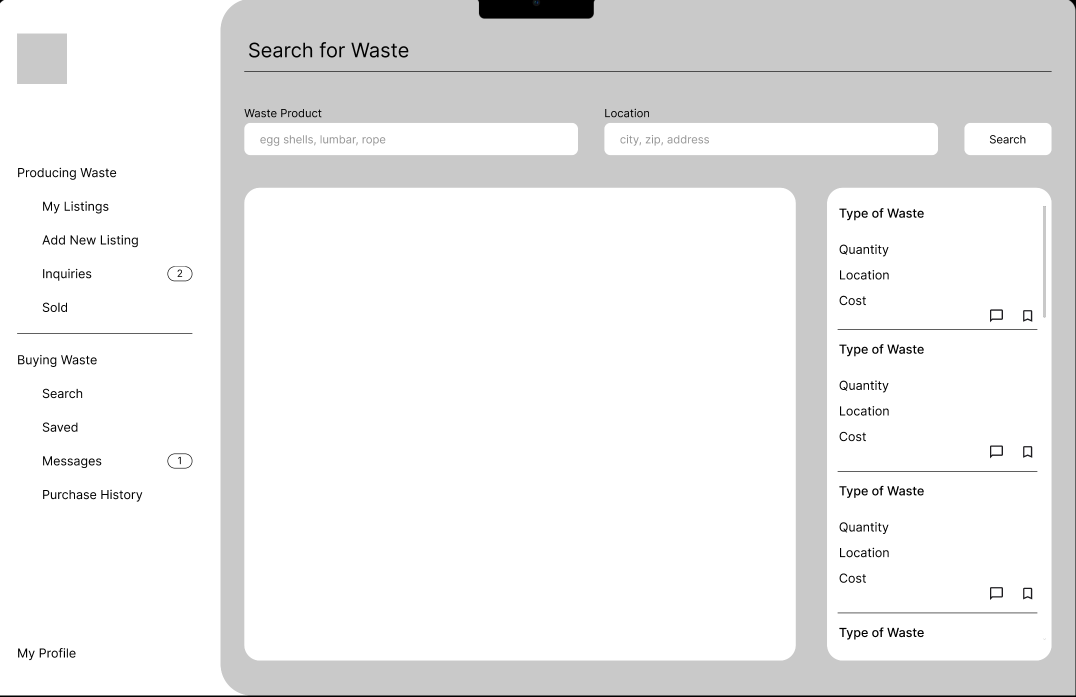 Search for Waste
Waste Product
Location
egg shells, lumbar, rope
city, zip, address
Search
Producing Waste
My Listings
Add New Listing
Inquiries 2
Sold
Buying Waste
Search
Saved
Messages 1
Purchase History
My Profile
Type of Waste
Quantity
Location
Cost
Type of Waste
Quantity
Location
Cost
Type of Waste
Quantity
Location
Cost
Type of Waste